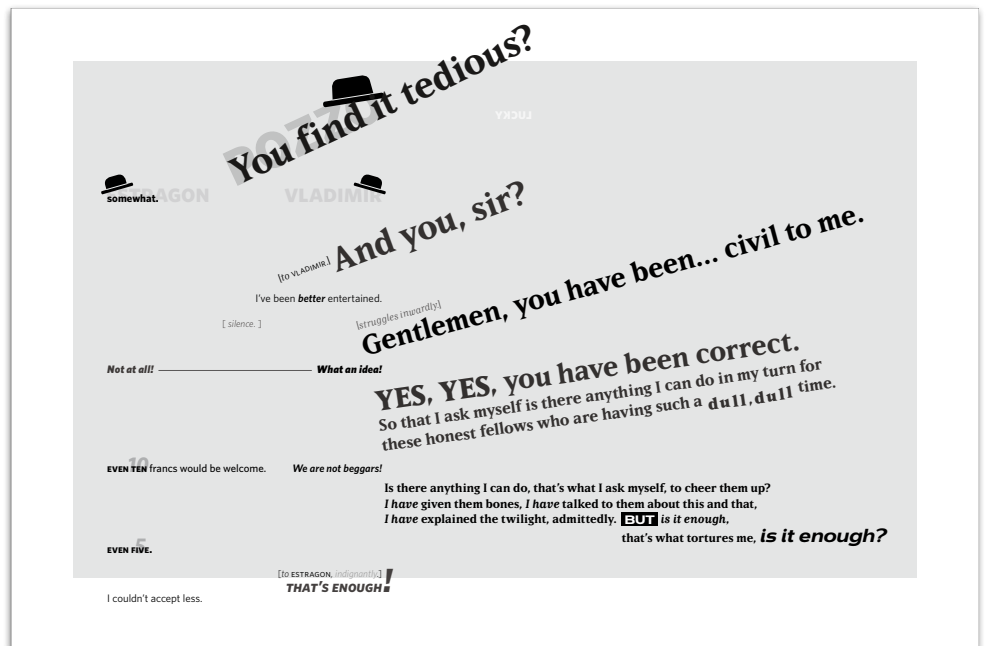 You find it tedious?
POZZO
LUCKY
ESTRAGON
VLADIMIR
somewhat.
And you, sir?
[to VLADIMIR.]
I've been better entertained.
[ silence. ]
[struggles inwardly.]
Gentlemen, you have been... civil to me.
Not at all!
What an idea!
YES, YES, you have been correct.
So that I ask myself is there anything I can do in my turn for
these honest fellows who are having such a dull, dull time.
10
EVEN TEN francs would be welcome.
We are not beggars!
Is there anything I can do, that's what I ask myself, to cheer them up?
I have given them bones, I have talked to them about this and that,
I have explained the twilight, admittedly. BUT is it enough,
that's what tortures me, is it enough?
5
EVEN FIVE.
[to ESTRAGON, indignantly.]
THAT'S ENOUGH!
I couldn't accept less.